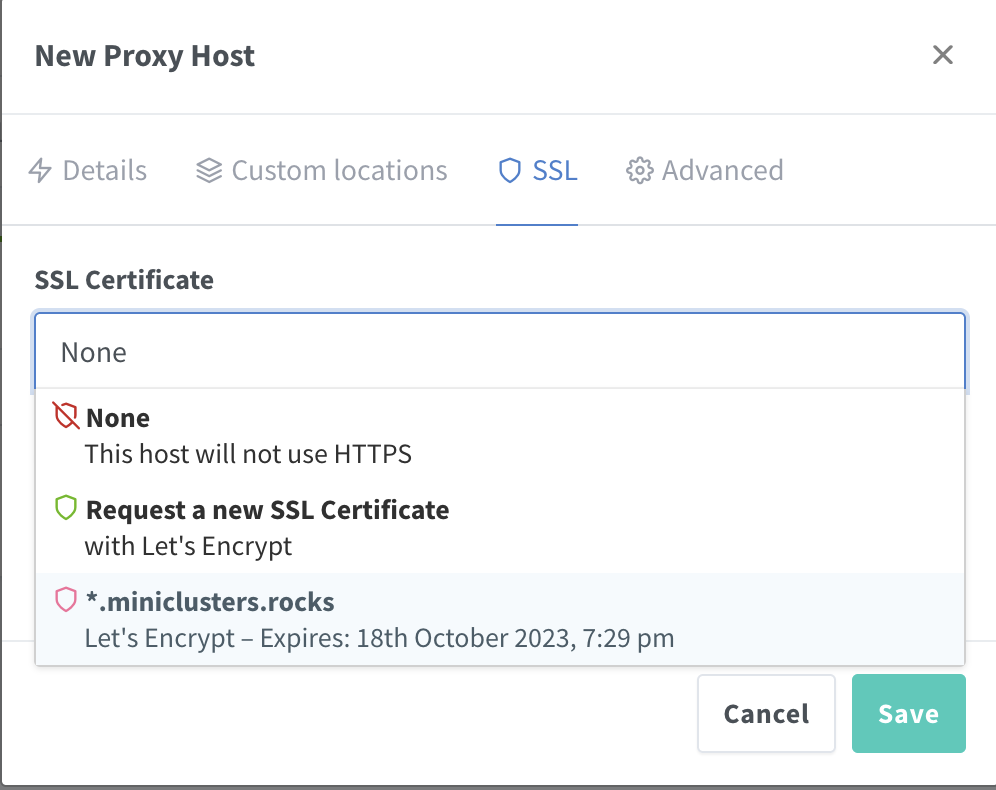 New Proxy Host
Details Custom locations SSL Advanced
SSL Certificate
None
None
This host will not use HTTPS
Request a new SSL Certificate
with Let's Encrypt
*.miniclusters.rocks
Let's Encrypt – Expires: 18th October 2023, 7:29 pm
Cancel Save